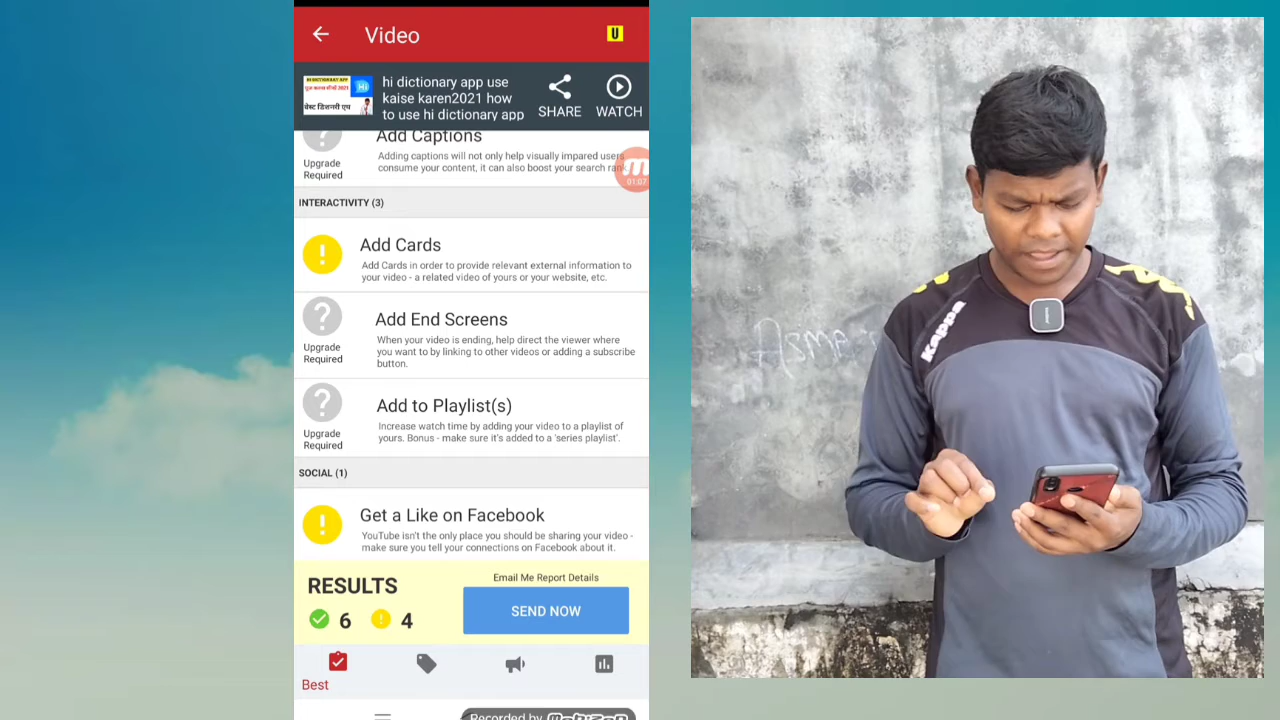 Video
U
HI DICTIONARY APP
hi dictionary app use
kaise karen2021 how
to use hi dictionary app
SHARE
WATCH
Add Captions
Adding captions will not only help visually impared users
consume your content, it can also boost your search ran
Upgrade
Required
01:07
INTERACTIVITY (3)
Add Cards
Add Cards in order to provide relevant external information to
your video - a related video of yours or your website, etc.
Add End Screens
When your video is ending, help direct the viewer where
you want to by linking to other videos or adding a subscribe
button.
Upgrade
Required
Add to Playlist(s)
Increase watch time by adding your video to a playlist of
yours. Bonus - make sure it's added to a 'series playlist'.
Upgrade
Required
SOCIAL (1)
Get a Like on Facebook
YouTube isn't the only place you should be sharing your video -
make sure you tell your connections on Facebook about it.
RESULTS
6 4
Email Me Report Details
SEND NOW
Best
Recorded by
Kappa